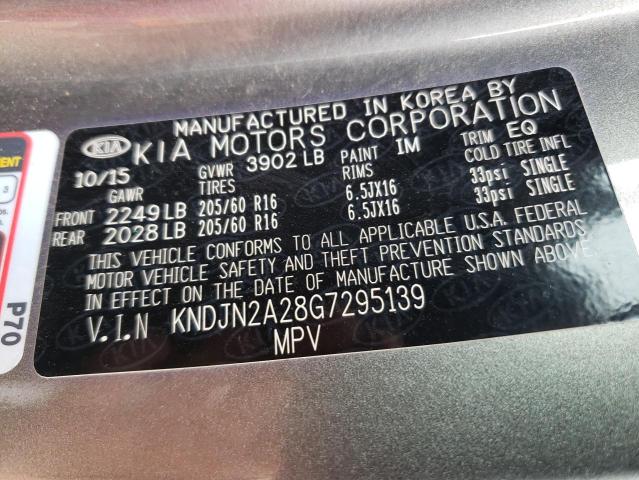 MANUFACTURED IN KOREA BY
KIA KIA MOTORS CORPORATION
10/15 GVWR 3902 LB PAINT IM TRIM EQ
GAWR TIRES RIMS COLD TIRE INFL
FRONT 2249 LB 205/60 R16 6.5JX16 33psi SINGLE
REAR 2028 LB 205/60 R16 6.5JX16 33psi SINGLE
THIS VEHICLE CONFORMS TO ALL APPLICABLE U.S.A. FEDERAL
MOTOR VEHICLE SAFETY AND THEFT PREVENTION STANDARDS
IN EFFECT ON THE DATE OF MANUFACTURE SHOWN ABOVE.
V.I.N KNDJN2A28G7295139
MPV
P70